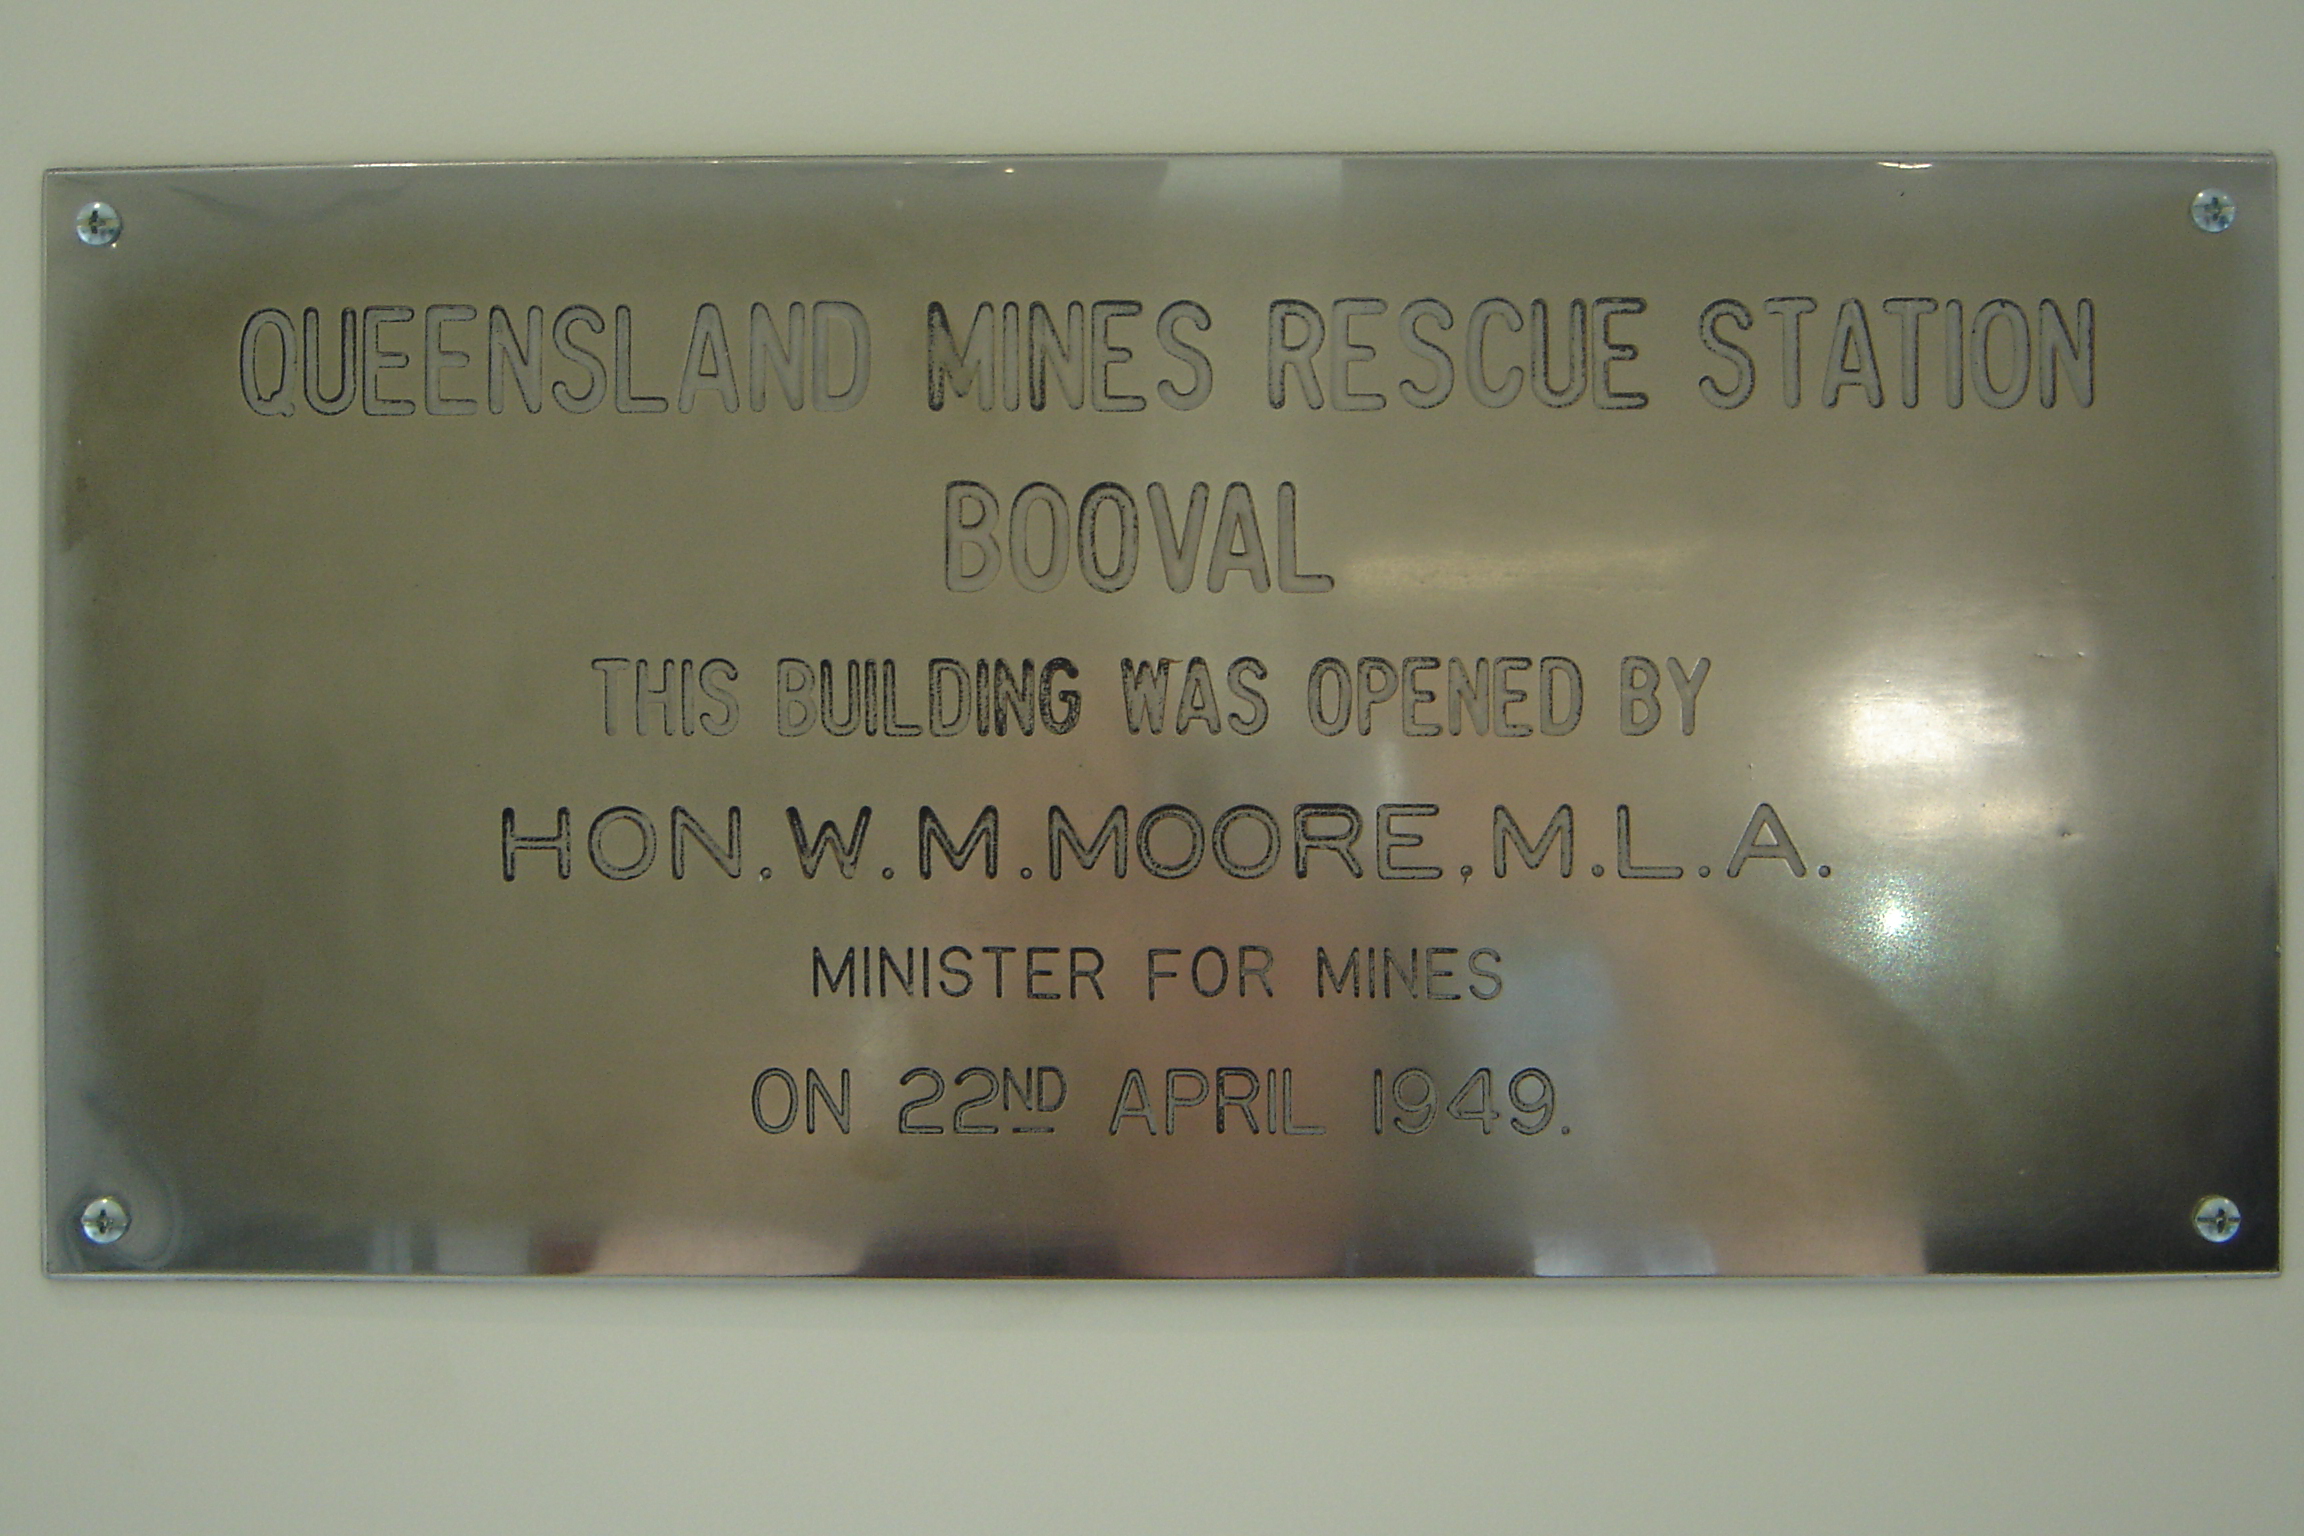 QUEENSLAND MINES RESCUE STATION
BOOVAL
THIS BUILDING WAS OPENED BY
HON. W. M. MOORE, M. L. A.
MINISTER FOR MINES
ON 22ND APRIL 1949.